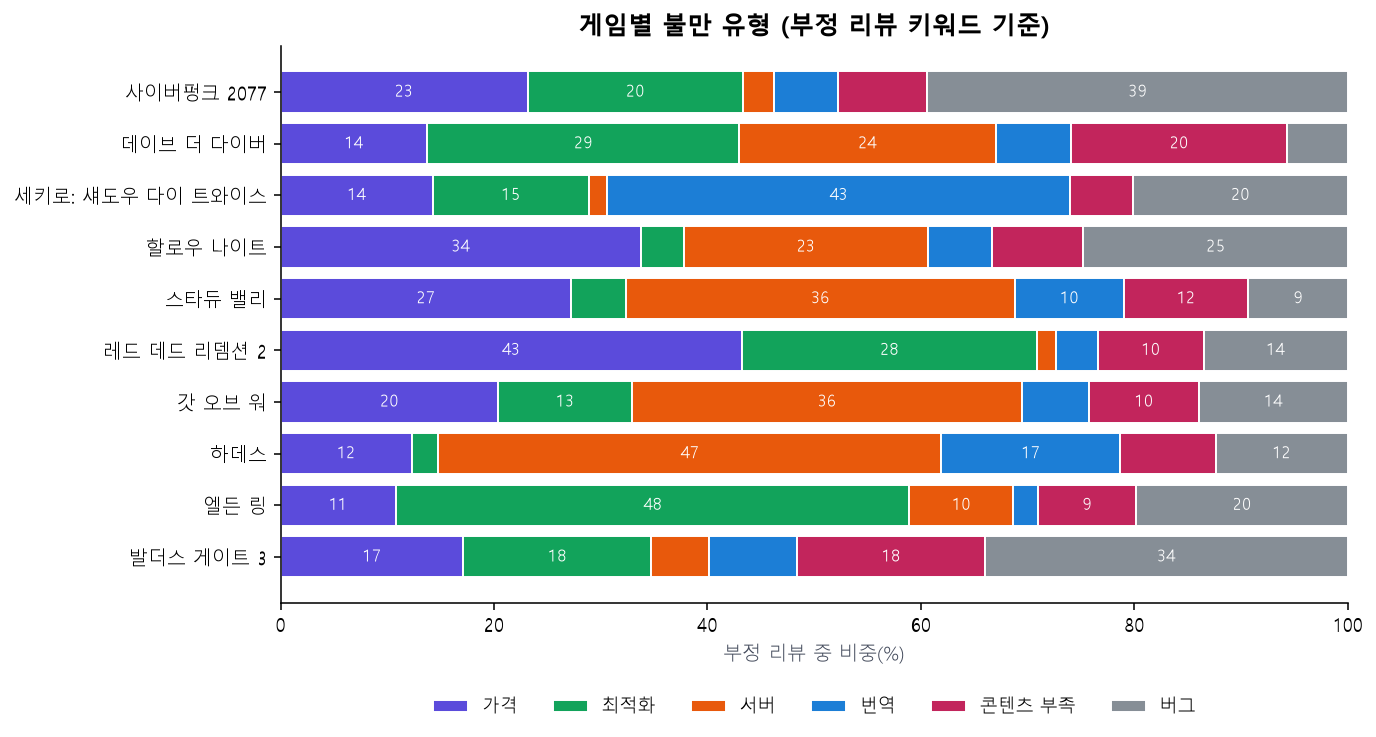 게임별 불만 유형 (부정 리뷰 키워드 기준)
사이버펑크 2077 23 20 39
데이브 더 다이버 14 29 24 20
세키로: 섀도우 다이 트와이스 14 15 43 20
할로우 나이트 34 23 25
스타듀 밸리 27 36 10 12 9
레드 데드 리뎀션 2 43 28 10 14
갓 오브 워 20 13 36 10 14
하데스 12 47 17 12
엘든 링 11 48 10 9 20
발더스 게이트 3 17 18 18 34
0 20 40 60 80 100
부정 리뷰 중 비중(%)
가격 최적화 서버 번역 콘텐츠 부족 버그